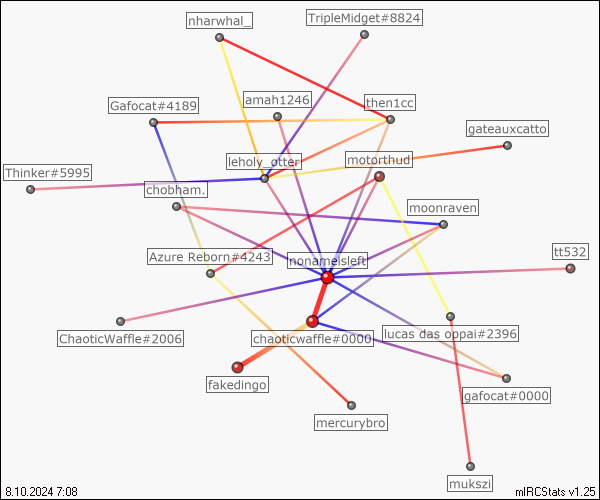 TripleMidget#8824
nharwhal_
amah1246
then1cc
Gafocat#4189
gateauxcatto
leholy_otter
motorthud
Thinker#5995
chobham.
moonraven
Azure Reborn#4243
nonameisleft
tt532
ChaoticWaffle#2006
chaoticwaffle#0000
lucas das oppai#2396
fakedingo
gafocat#0000
mercurybro
mukszi
8.10.2024 7:08
mIRCStats v1.25